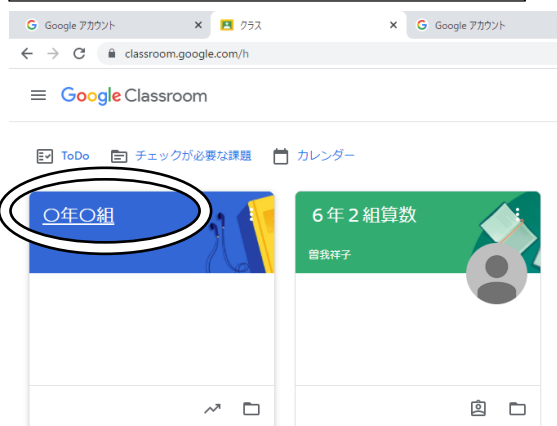 Google アカウント
クラス
Google アカウント
classroom.google.com/h
Google Classroom
ToDo
チェックが必要な課題
カレンダー
〇年〇組
6年2組算数
曽我祥子